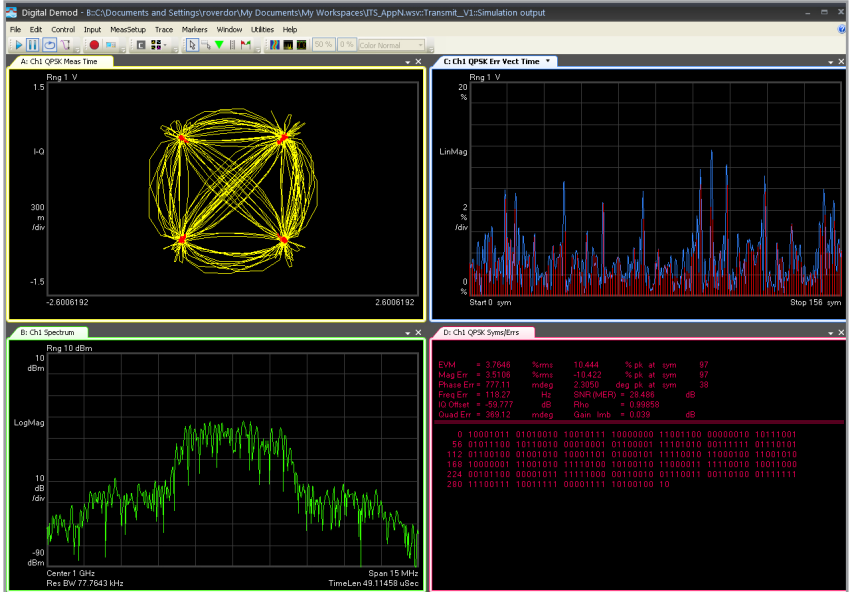 Digital Demod - B::C:\Documents and Settings\roverdor\My Documents\My Workspaces\ITS_AppN.wsv::Transmit__V1::Simulation output
File Edit Control Input MeasSetup Trace Markers Window Utilities Help
50 % 0 % Color Normal
A: Ch1 QPSK Meas Time
Rng 1 V
1.5
I-Q
300
m
/div
-1.5
-2.6006192 2.6006192
C: Ch1 QPSK Err Vect Time
Rng 1 V
20
%
LinMag
2
%
/div
0
%
Start 0 sym Stop 156 sym
B: Ch1 Spectrum
Rng 10 dBm
10
dBm
LogMag
10
dB
/div
-90
dBm
Center 1 GHz Span 15 MHz
Res BW 77.7643 kHz TimeLen 49.11458 uSec
D: Ch1 QPSK Syms/Errs
EVM = 3.7646 %rms 10.444 % pk at sym 97
Mag Err = 3.5106 %rms -10.422 % pk at sym 97
Phase Err = 777.11 mdeg 2.3050 deg pk at sym 38
Freq Err = 118.27 Hz SNR(MER) = 28.486 dB
IQ Offset = -59.777 dB Rho = 0.99858
Quad Err = 369.12 mdeg Gain Imb = 0.039 dB
0 10001011 01010010 10010111 10000000 11011100 00000010 10111001
56 01011100 10110010 00010001 01100001 11101010 00111111 01110101
112 01100100 01001010 10001101 01000101 11110110 01011000 11001010
168 10000001 11001010 11110100 10100110 11000011 11110010 10011000
224 00101100 00001011 11111000 00110010 01110011 00110100 01111111
280 11100111 10011111 00001111 10100100 10